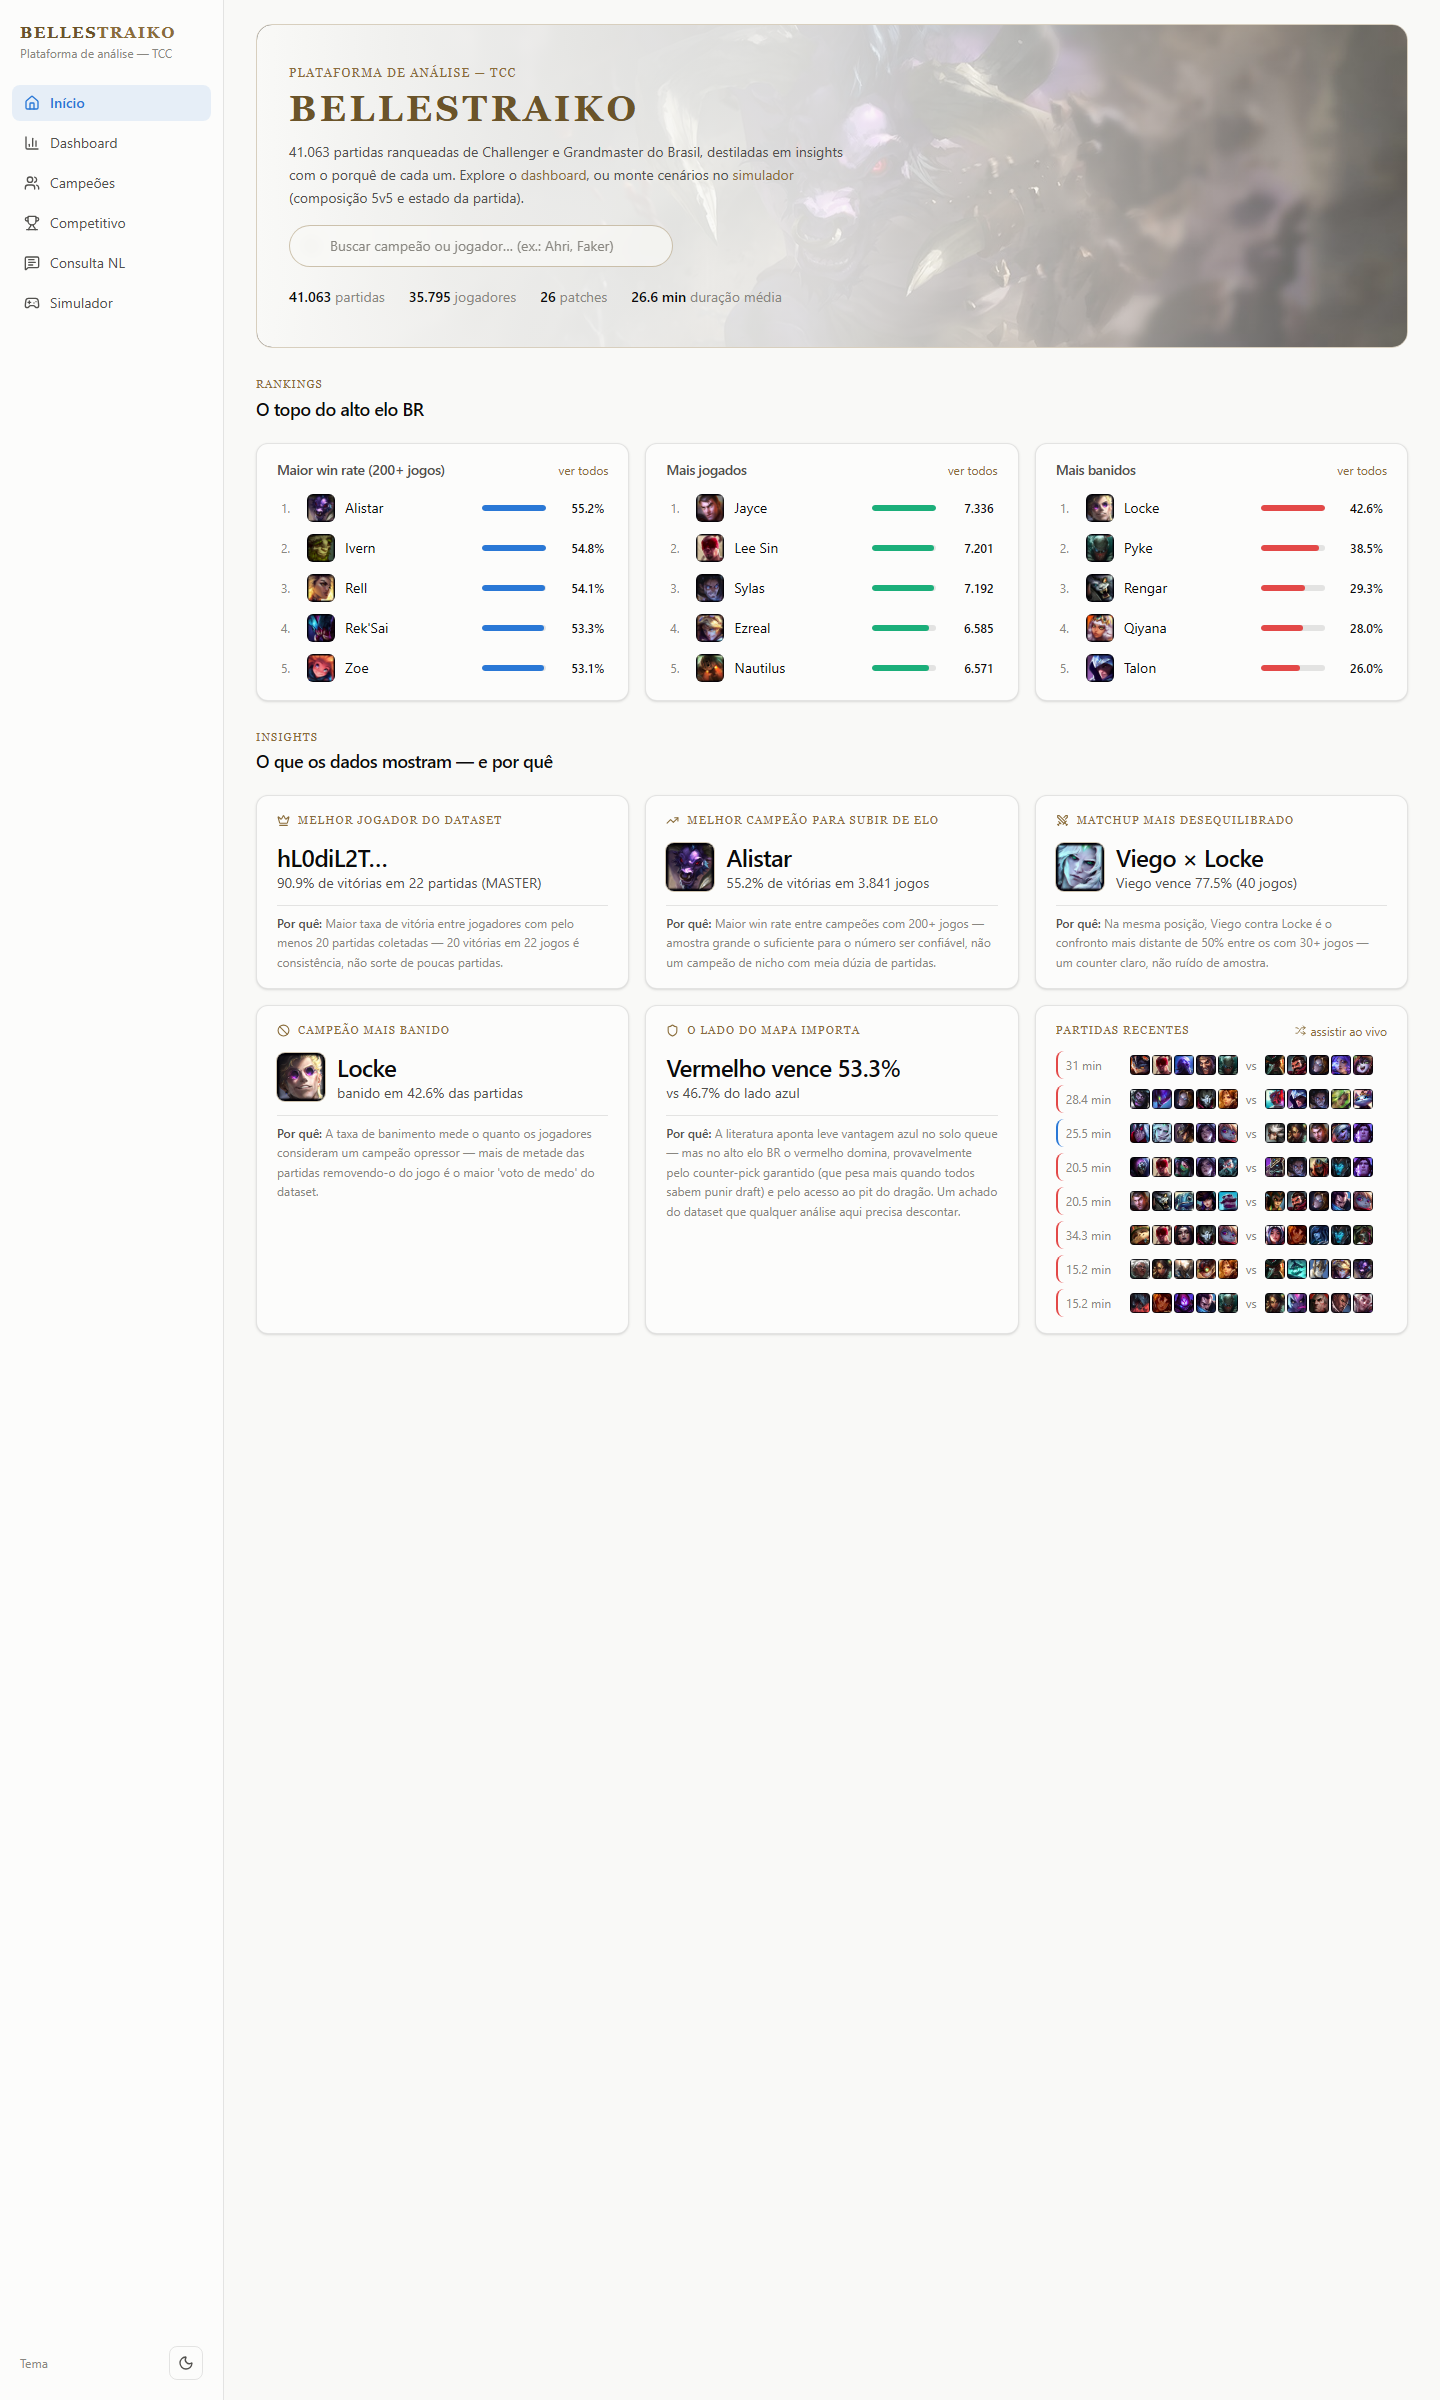 BELLESTRAIKO
Plataforma de análise — TCC
Início
Dashboard
Campeões
Competitivo
Consulta NL
Simulador
PLATAFORMA DE ANÁLISE — TCC
BELLESTRAIKO
41.063 partidas ranqueadas de Challenger e Grandmaster do Brasil, destiladas em insights
com o porquê de cada um. Explore o dashboard, ou monte cenários no simulador
(composição 5v5 e estado da partida).
Buscar campeão ou jogador... (ex.: Ahri, Faker)
41.063 partidas 35.795 jogadores 26 patches 26.6 min duração média
RANKINGS
O topo do alto elo BR
Maior win rate (200+ jogos) ver todos
1. Alistar 55.2%
2. Ivern 54.8%
3. Rell 54.1%
4. Rek'Sai 53.3%
5. Zoe 53.1%
Mais jogados ver todos
1. Jayce 7.336
2. Lee Sin 7.201
3. Sylas 7.192
4. Ezreal 6.585
5. Nautilus 6.571
Mais banidos ver todos
1. Locke 42.6%
2. Pyke 38.5%
3. Rengar 29.3%
4. Qiyana 28.0%
5. Talon 26.0%
INSIGHTS
O que os dados mostram — e por quê
MELHOR JOGADOR DO DATASET
hL0diL2T...
90.9% de vitórias em 22 partidas (MASTER)
Por quê: Maior taxa de vitória entre jogadores com pelo
menos 20 partidas coletadas — 20 vitórias em 22 jogos é
consistência, não sorte de poucas partidas.
MELHOR CAMPEÃO PARA SUBIR DE ELO
Alistar
55.2% de vitórias em 3.841 jogos
Por quê: Maior win rate entre campeões com 200+ jogos —
amostra grande o suficiente para o número ser confiável, não
um campeão de nicho com meia dúzia de partidas.
MATCHUP MAIS DESEQUILIBRADO
Viego × Locke
Viego vence 77.5% (40 jogos)
Por quê: Na mesma posição, Viego contra Locke é o
confronto mais distante de 50% entre os com 30+ jogos —
um counter claro, não ruído de amostra.
CAMPEÃO MAIS BANIDO
Locke
banido em 42.6% das partidas
Por quê: A taxa de banimento mede o quanto os jogadores
consideram um campeão opressor — mais de metade das
partidas removendo-o do jogo é o maior 'voto de medo' do
dataset.
O LADO DO MAPA IMPORTA
Vermelho vence 53.3%
vs 46.7% do lado azul
Por quê: A literatura aponta leve vantagem azul no solo queue
— mas no alto elo BR o vermelho domina, provavelmente
pelo counter-pick garantido (que pesa mais quando todos
sabem punir draft) e pelo acesso ao pit do dragão. Um achado
do dataset que qualquer análise aqui precisa descontar.
PARTIDAS RECENTES assistir ao vivo
31 min vs
28.4 min vs
25.5 min vs
20.5 min vs
20.5 min vs
34.3 min vs
15.2 min vs
15.2 min vs
Tema